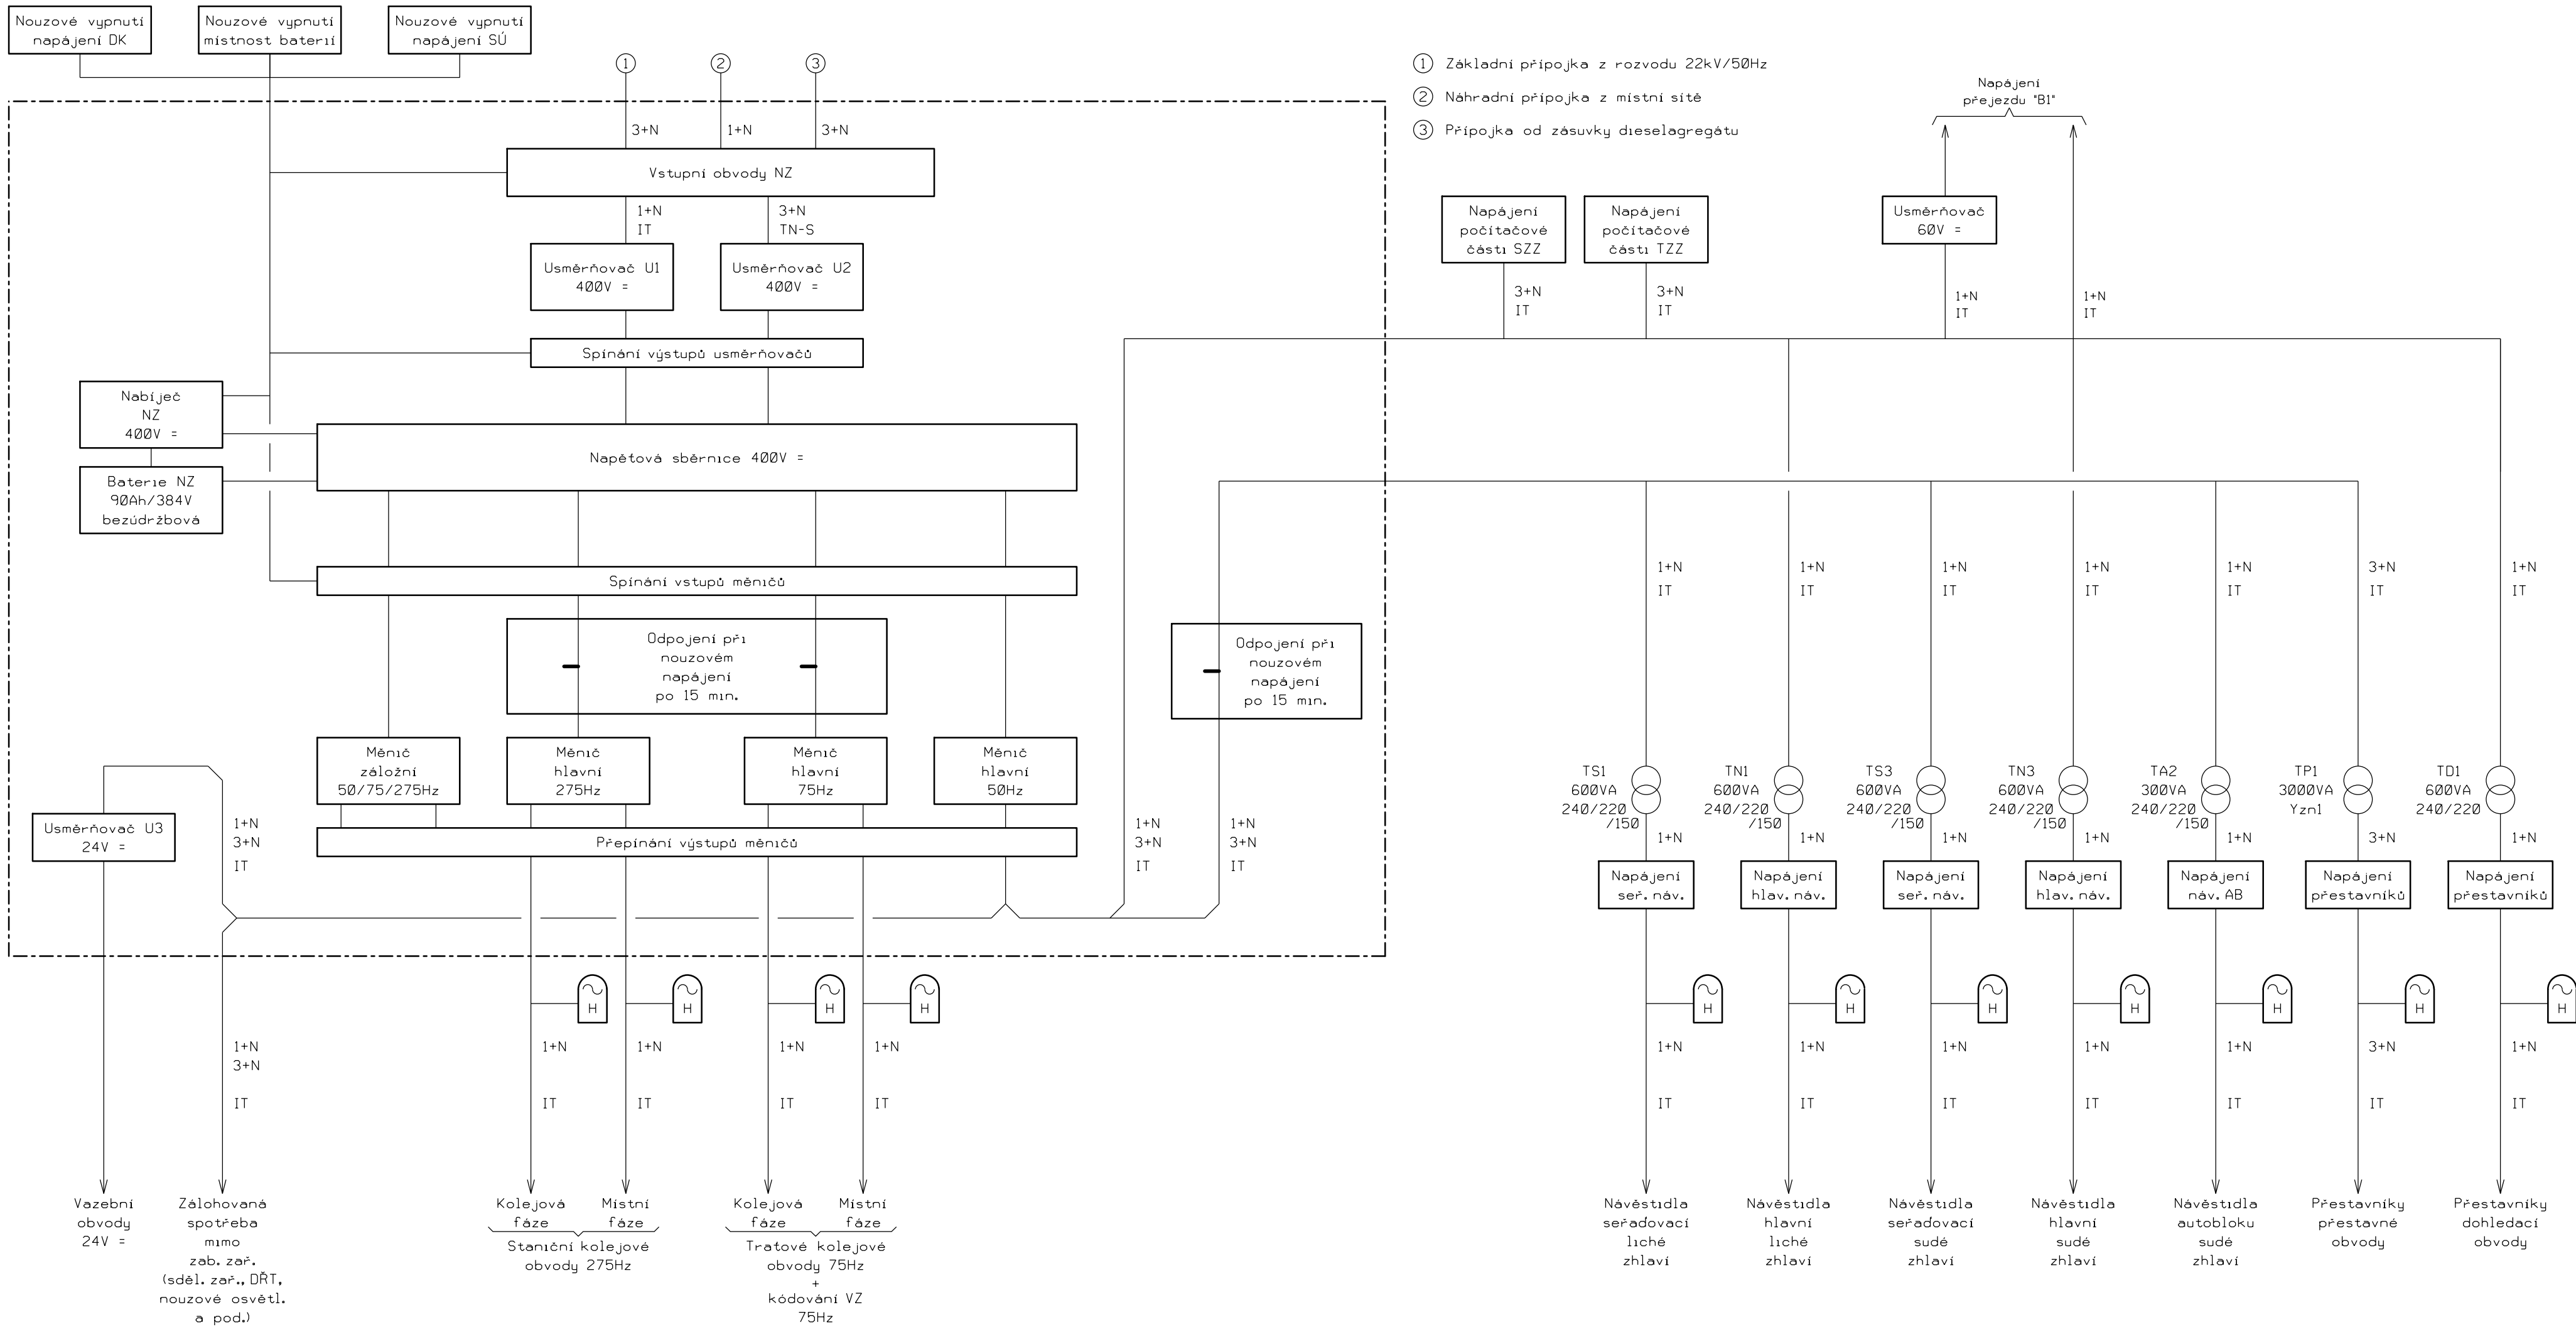 Nouzové vypnutí
napájení DK
Nouzové vypnutí
místnost baterií
Nouzové vypnutí
napájení SÚ
1
2
3
1 Základní přípojka z rozvodu 22kV/50Hz
2 Náhradní přípojka z místní sítě
3 Přípojka od zásuvky dieselagregátu
Napájení
přejezdu "B1"
3+N
1+N
3+N
Vstupní obvody NZ
1+N
IT
3+N
TN-S
Usměrňovač U1
400V =
Usměrňovač U2
400V =
Spínání výstupů usměrňovačů
Napájení
počítačové
části SZZ
Napájení
počítačové
části TZZ
Usměrňovač
60V =
3+N
IT
3+N
IT
1+N
IT
1+N
IT
Nabíječ
NZ
400V =
Baterie NZ
90Ah/384V
bezúdržbová
Napěťová sběrnice 400V =
Spínání vstupů měničů
Odpojení při
nouzovém
napájení
po 15 min.
Odpojení při
nouzovém
napájení
po 15 min.
1+N
IT
1+N
IT
1+N
IT
1+N
IT
1+N
IT
3+N
IT
1+N
IT
Měnič
záložní
50/75/275Hz
Měnič
hlavní
275Hz
Měnič
hlavní
75Hz
Měnič
hlavní
50Hz
Usměrňovač U3
24V =
1+N
3+N
IT
Přepínání výstupů měničů
1+N
3+N
IT
1+N
3+N
IT
TS1
600VA
240/220
/150
TN1
600VA
240/220
/150
TS3
600VA
240/220
/150
TN3
600VA
240/220
/150
TA2
300VA
240/220
/150
TP1
3000VA
Yzn1
TD1
600VA
240/220
1+N
1+N
1+N
1+N
1+N
3+N
1+N
Napájení
seř. náv.
Napájení
hlav. náv.
Napájení
seř. náv.
Napájení
hlav. náv.
Napájení
náv. AB
Napájení
přestavníků
Napájení
přestavníků
H
H
H
H
H
H
H
H
H
H
H
1+N
3+N
IT
1+N
IT
1+N
IT
1+N
IT
1+N
IT
1+N
IT
1+N
IT
1+N
IT
1+N
IT
1+N
IT
3+N
IT
1+N
IT
Vazební
obvody
24V =
Zálohovaná
spotřeba
mimo
zab. zař.
(sděl. zař., DŘT,
nouzové osvětl.
a pod.)
Kolejová
fáze
Místní
fáze
Staniční kolejové
obvody 275Hz
Kolejová
fáze
Místní
fáze
Traťové kolejové
obvody 75Hz
+
kódování VZ
75Hz
Návěstidla
seřaďovací
liché
zhlaví
Návěstidla
hlavní
liché
zhlaví
Návěstidla
seřaďovací
sudé
zhlaví
Návěstidla
hlavní
sudé
zhlaví
Návěstidla
autobloku
sudé
zhlaví
Přestavníky
přestavné
obvody
Přestavníky
dohledací
obvody